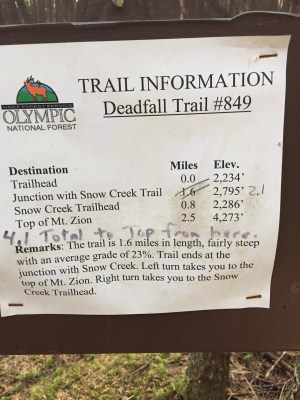 TRAIL INFORMATION
Deadfall Trail #849
USDA FOREST SERVICE
OLYMPIC
NATIONAL FOREST
Destination Miles Elev.
Trailhead 0.0 2,234'
Junction with Snow Creek Trail 1.6 2,795' 2.1
Snow Creek Trailhead 0.8 2,286'
Top of Mt. Zion 2.5 4,273'
4.1 Total to Top from here.
Remarks: The trail is 1.6 miles in length, fairly steep
with an average grade of 23%. Trail ends at the
junction with Snow Creek. Left turn takes you to the
top of Mt. Zion. Right turn takes you to the Snow
Creek Trailhead.